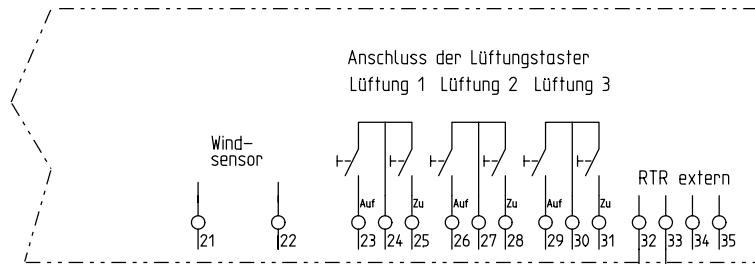 Anschluss der Lüftungstaster
Lüftung 1 Lüftung 2 Lüftung 3
Wind-
sensor
RTR extern
Auf Zu Auf Zu Auf Zu
21 22 23 24 25 26 27 28 29 30 31 32 33 34 35